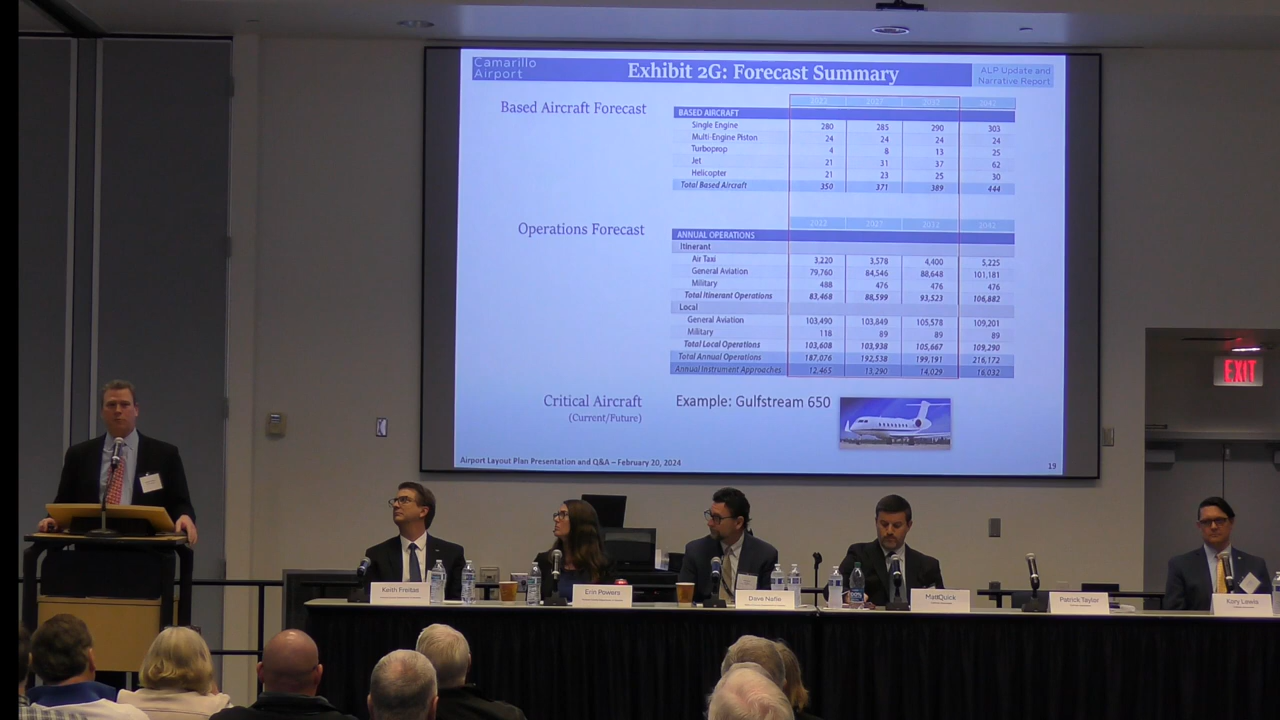 Camarillo
Airport
Exhibit 2G: Forecast Summary
ALP Update and
Narrative Report
Based Aircraft Forecast
2022 2027 2032 2042
BASED AIRCRAFT
Single Engine 280 285 290 303
Multi-Engine Piston 24 24 24 24
Turboprop 4 8 13 25
Jet 21 31 37 62
Helicopter 21 23 25 30
Total Based Aircraft 350 371 389 444
Operations Forecast
2022 2027 2032 2042
ANNUAL OPERATIONS
Itinerant
Air Taxi 3,220 3,578 4,400 5,225
General Aviation 79,760 84,546 88,648 101,181
Military 488 476 476 476
Total Itinerant Operations 83,468 88,599 93,523 106,882
Local
General Aviation 103,490 103,849 105,578 109,201
Military 118 89 89 89
Total Local Operations 103,608 103,938 105,667 109,290
Total Annual Operations 187,076 192,538 199,191 216,172
Annual Instrument Approaches 12,465 13,290 14,029 16,032
Critical Aircraft
(Current/Future)
Example: Gulfstream 650
Airport Layout Plan Presentation and Q&A – February 20, 2024
19
EXIT
Keith Freitas
Erin Powers
Dave Nafie
Matt Quick
Patrick Taylor
Kory Lewis